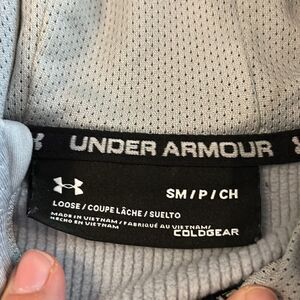 UNDER ARMOUR
SM / P / CH
LOOSE / COUPE LÂCHE / SUELTO
MADE IN VIETNAM / FABRIQUÉ AU VIETNAM /
HECHO EN VIETNAM
COLDGEAR